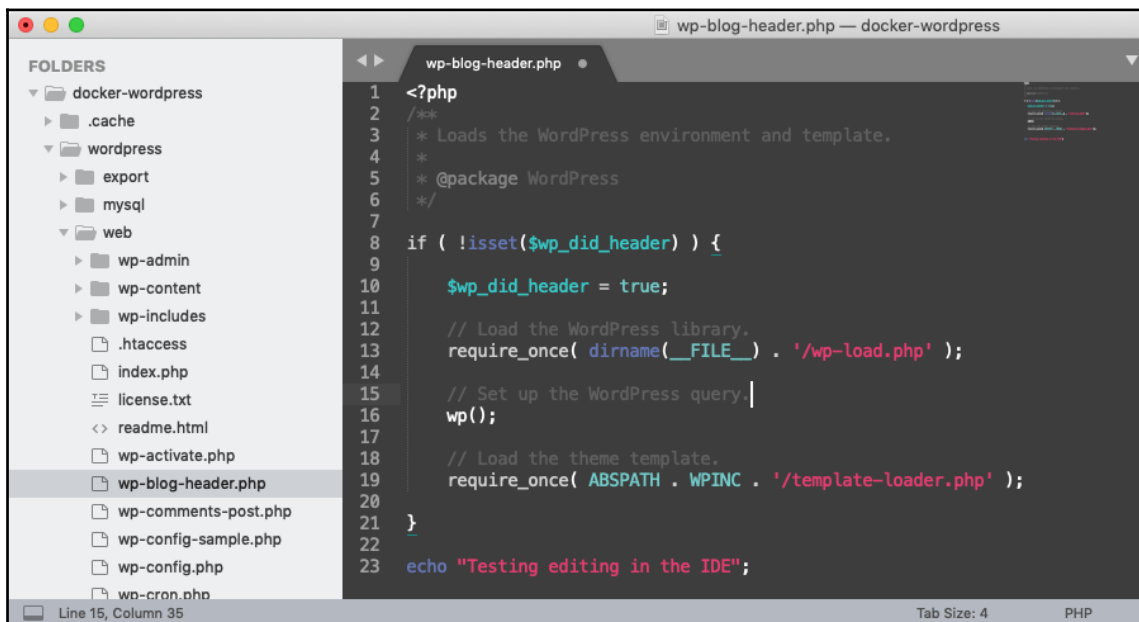 wp-blog-header.php — docker-wordpress
FOLDERS
docker-wordpress
.cache
wordpress
export
mysql
web
wp-admin
wp-content
wp-includes
.htaccess
index.php
license.txt
readme.html
wp-activate.php
wp-blog-header.php
wp-comments-post.php
wp-config-sample.php
wp-config.php
wp-cron.php
wp-blog-header.php
1 <?php
2 /**
3  * Loads the WordPress environment and template.
4  *
5  * @package WordPress
6  */
7
8 if ( !isset($wp_did_header) ) {
9
10     $wp_did_header = true;
11
12     // Load the WordPress library.
13     require_once( dirname(__FILE__) . '/wp-load.php' );
14
15     // Set up the WordPress query.
16     wp();
17
18     // Load the theme template.
19     require_once( ABSPATH . WPINC . '/template-loader.php' );
20
21 }
22
23 echo "Testing editing in the IDE";
Line 15, Column 35
Tab Size: 4
PHP